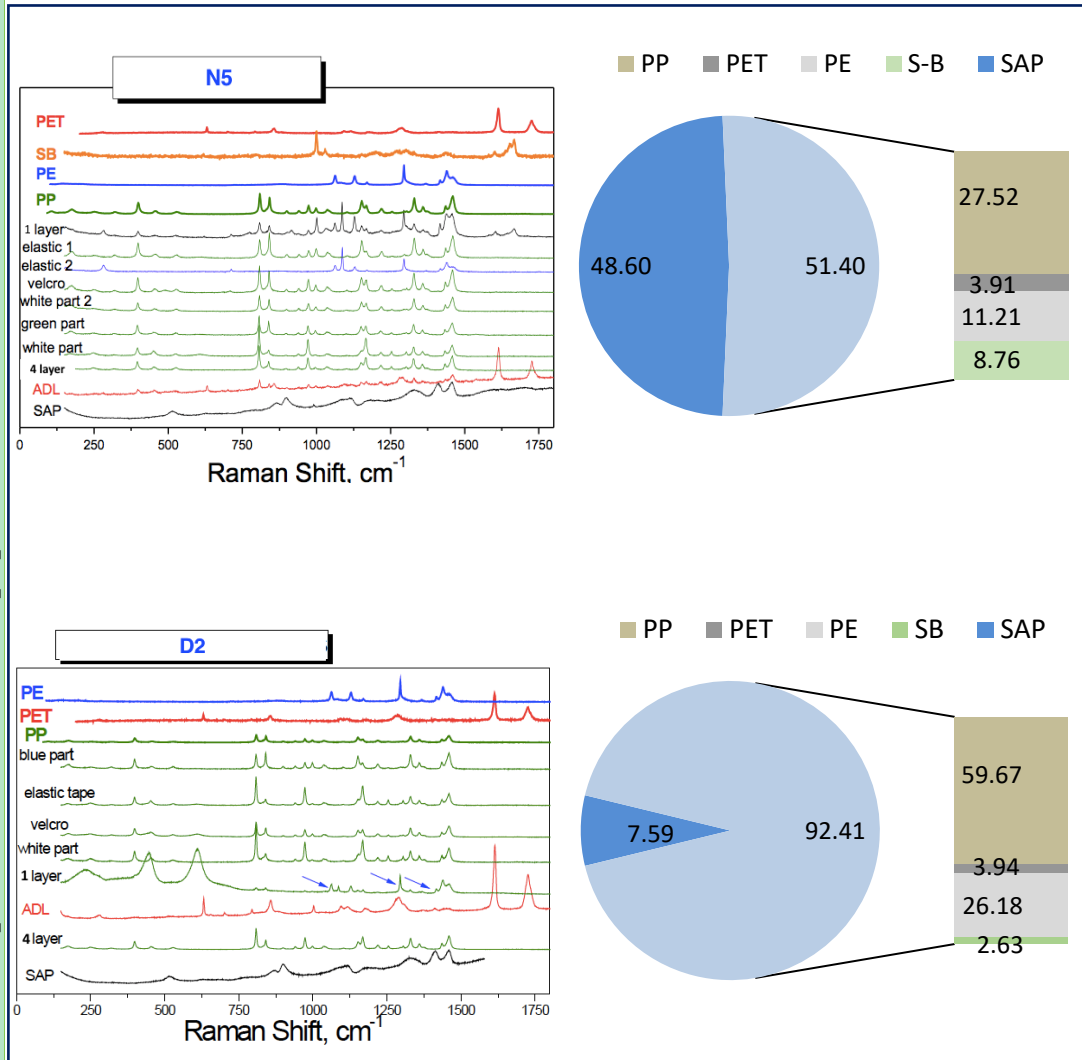 N5
PET
SB
PE
PP
1 layer
elastic 1
elastic 2
velcro
white part 2
green part
white part
4 layer
ADL
SAP
0 250 500 750 1000 1250 1500 1750
Raman Shift, cm-1
PP PET PE S-B SAP
48.60
51.40
27.52
3.91
11.21
8.76
D2
PE
PET
PP
blue part
elastic tape
velcro
white part
1 layer
ADL
4 layer
SAP
0 250 500 750 1000 1250 1500 1750
Raman Shift, cm-1
PP PET PE SB SAP
7.59
92.41
59.67
3.94
26.18
2.63